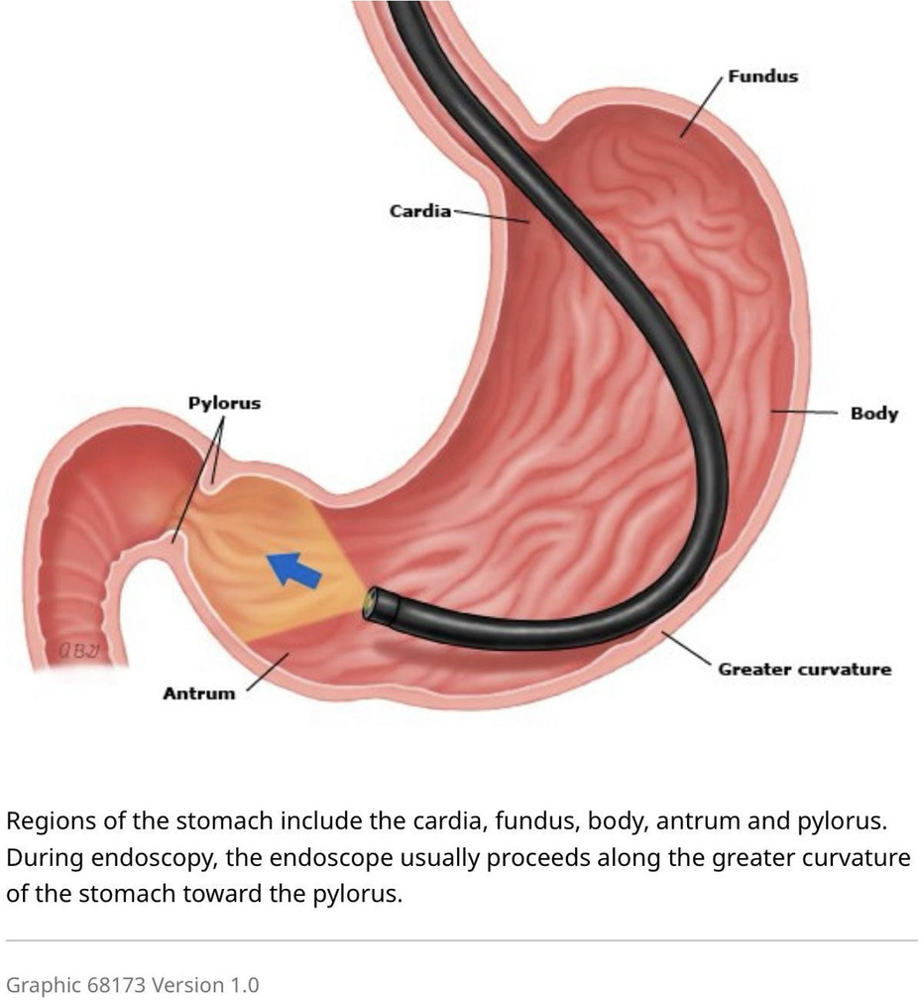 Fundus
Cardia
Pylorus
Body
Greater curvature
Antrum
Regions of the stomach include the cardia, fundus, body, antrum and pylorus.
During endoscopy, the endoscope usually proceeds along the greater curvature
of the stomach toward the pylorus.
Graphic 68173 Version 1.0